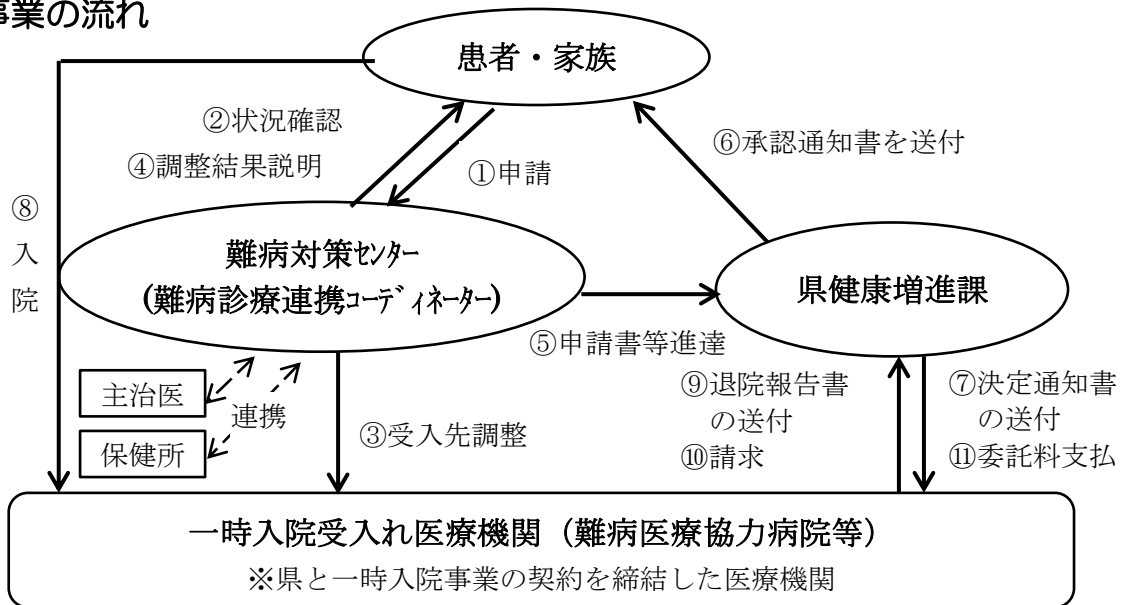 事業の流れ
患者・家族
②状況確認
④調整結果説明
①申請
⑥承認通知書を送付
⑧入院
難病対策ｾﾝﾀｰ
(難病診療連携ｺｰﾃﾞｨﾈｰﾀｰ)
県健康増進課
⑤申請書等進達
主治医
保健所
連携
③受入先調整
⑨退院報告書
の送付
⑩請求
⑦決定通知書
の送付
⑪委託料支払
一時入院受入れ医療機関（難病医療協力病院等）
※県と一時入院事業の契約を締結した医療機関